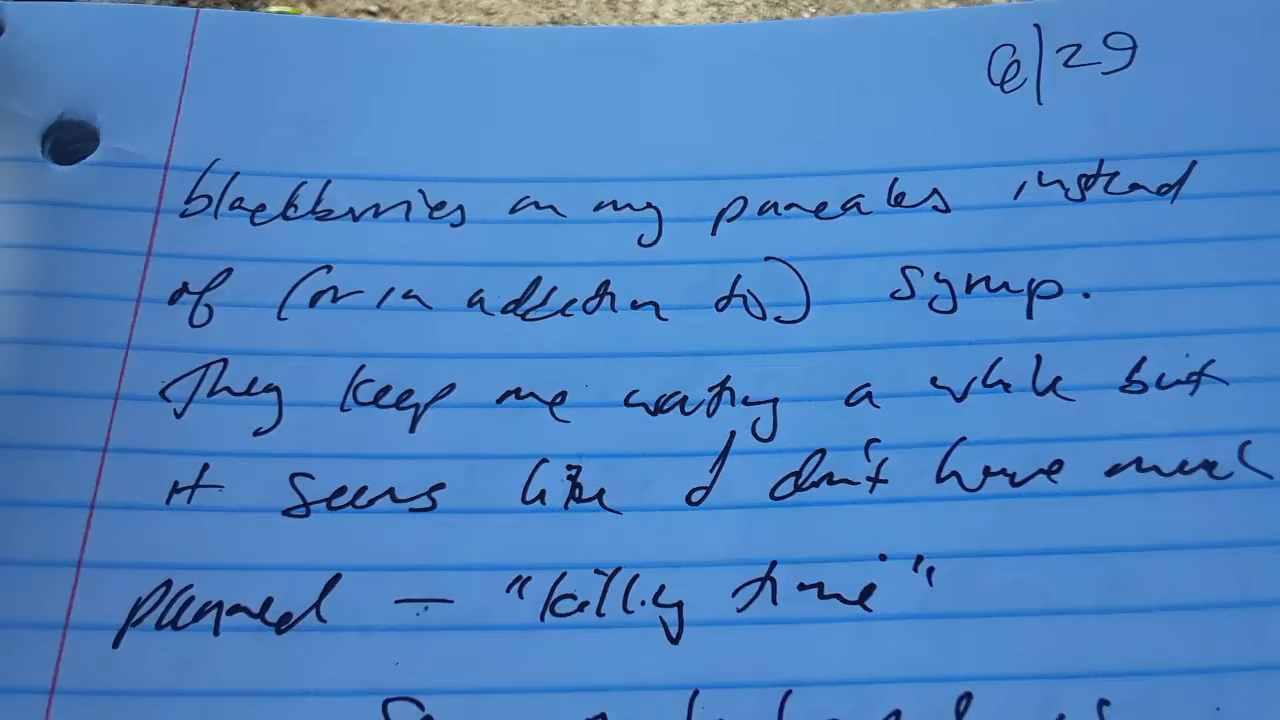 6/29
blackberries on my pancakes instead
of (or in addition to) syrup.
They keep me waiting a while but
it seems like I don't have much
planned — "killing time"